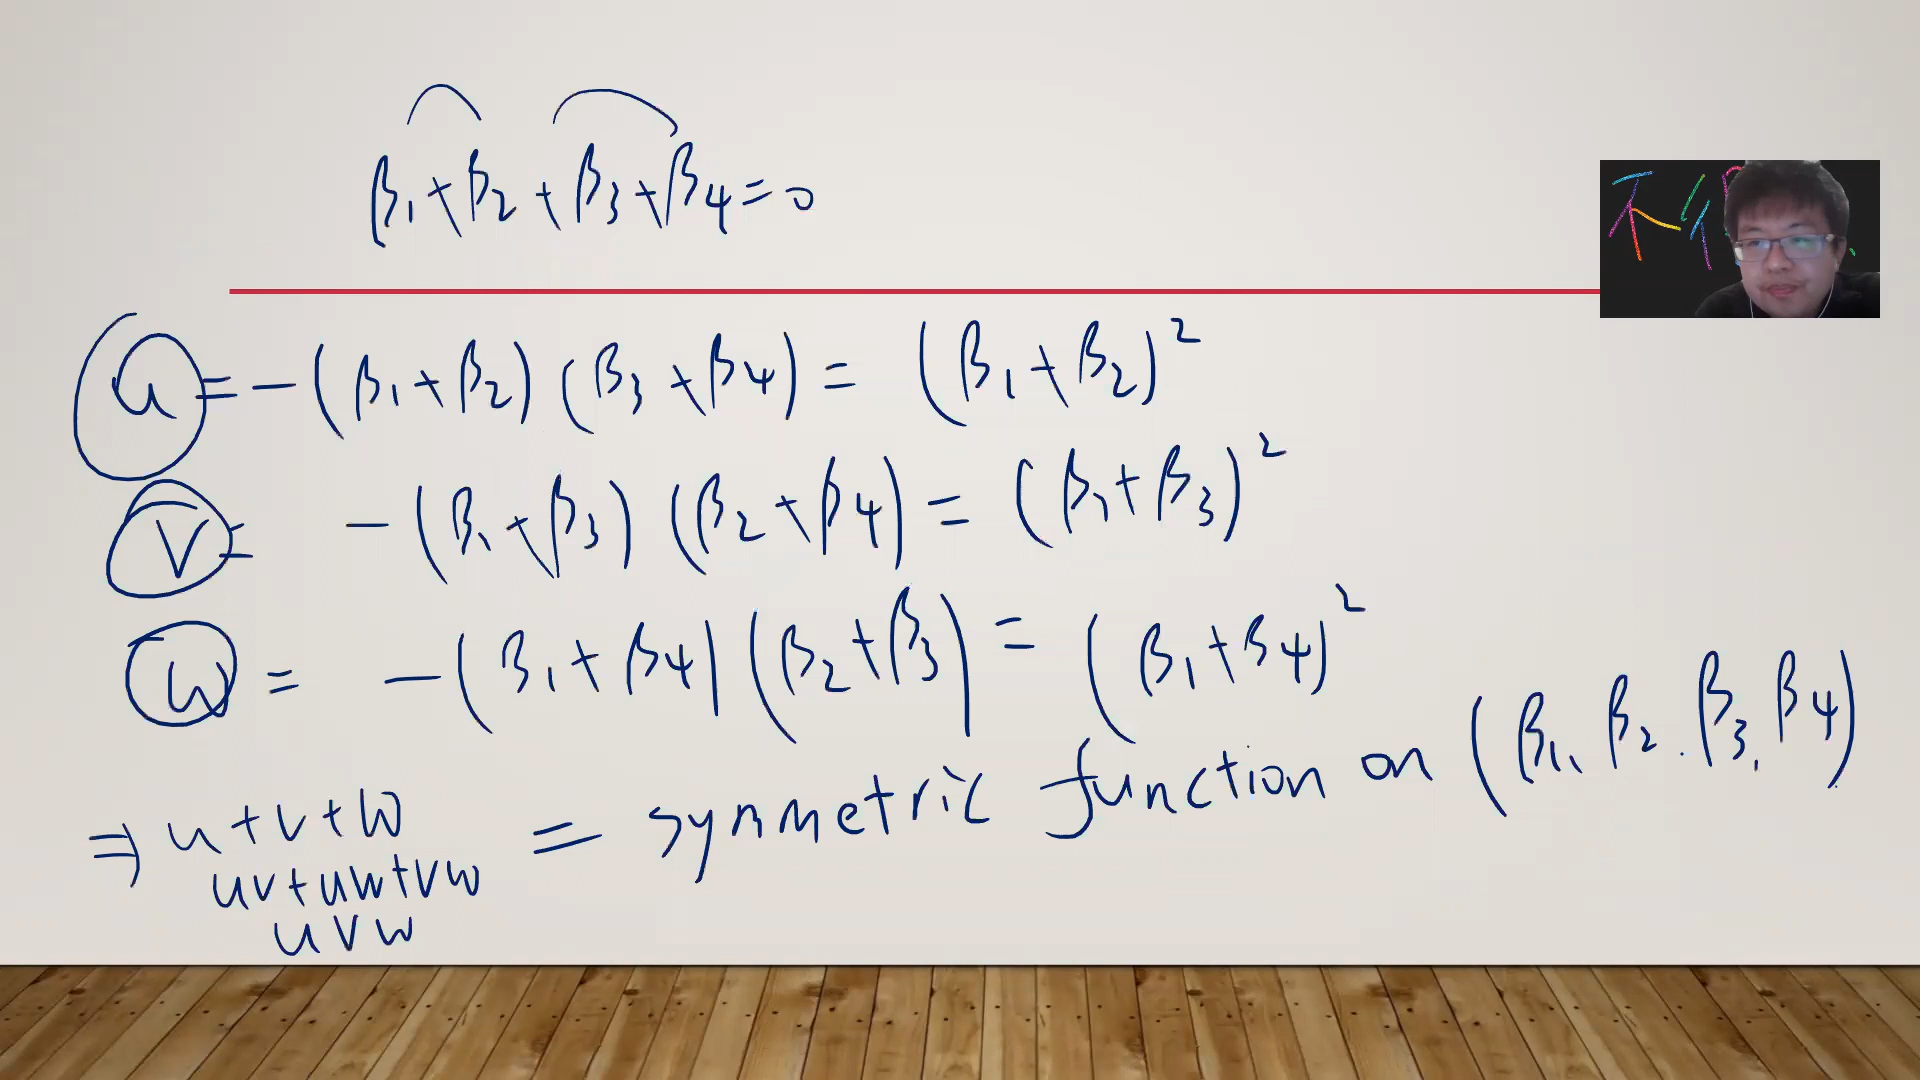 β₁+β₂+β₃+β₄=0
u=-(β₁+β₂)(β₃+β₄)=(β₁+β₂)²
v=-(β₁+β₃)(β₂+β₄)=(β₁+β₃)²
w=-(β₁+β₄)(β₂+β₃)=(β₁+β₄)²
⇒ u+v+w = symmetric function on (β₁, β₂, β₃, β₄)
uv+uw+vw
uvw
不